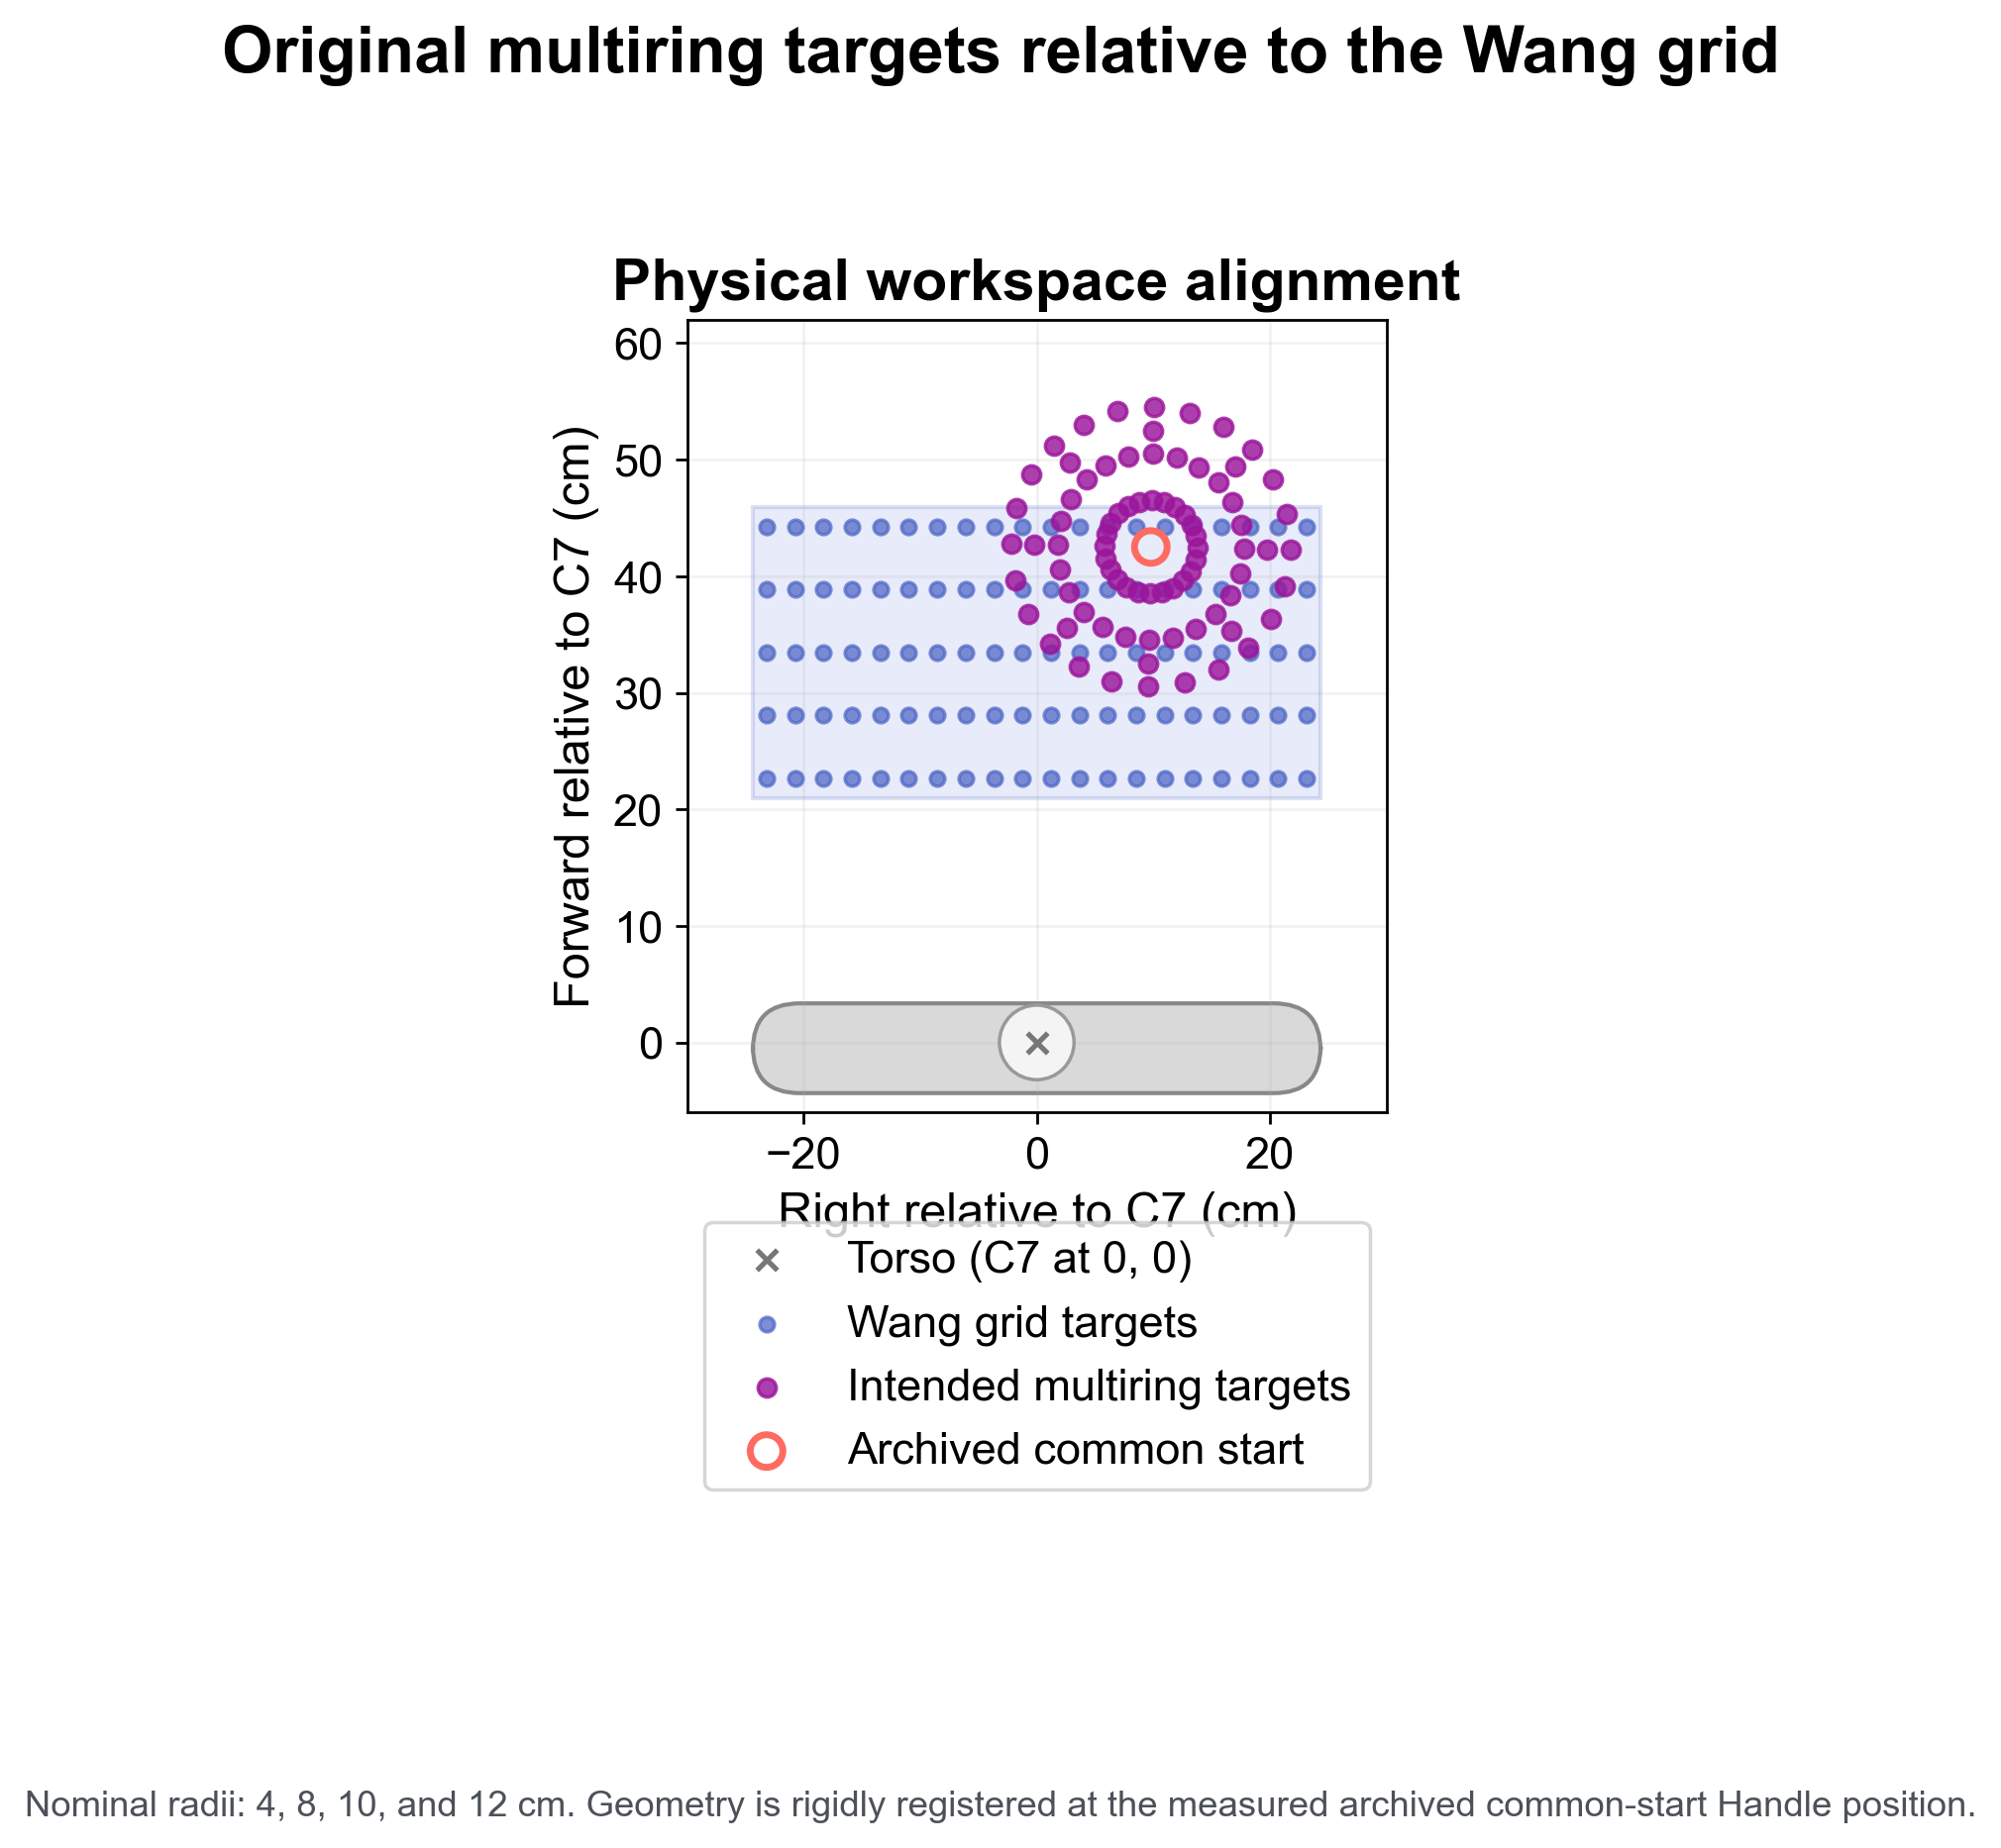 Original multiring targets relative to the Wang grid
Physical workspace alignment
60
50
40
30
20
10
0
Forward relative to C7 (cm)
−20 0 20
Right relative to C7 (cm)
Torso (C7 at 0, 0)
Wang grid targets
Intended multiring targets
Archived common start
Nominal radii: 4, 8, 10, and 12 cm. Geometry is rigidly registered at the measured archived common-start Handle position.